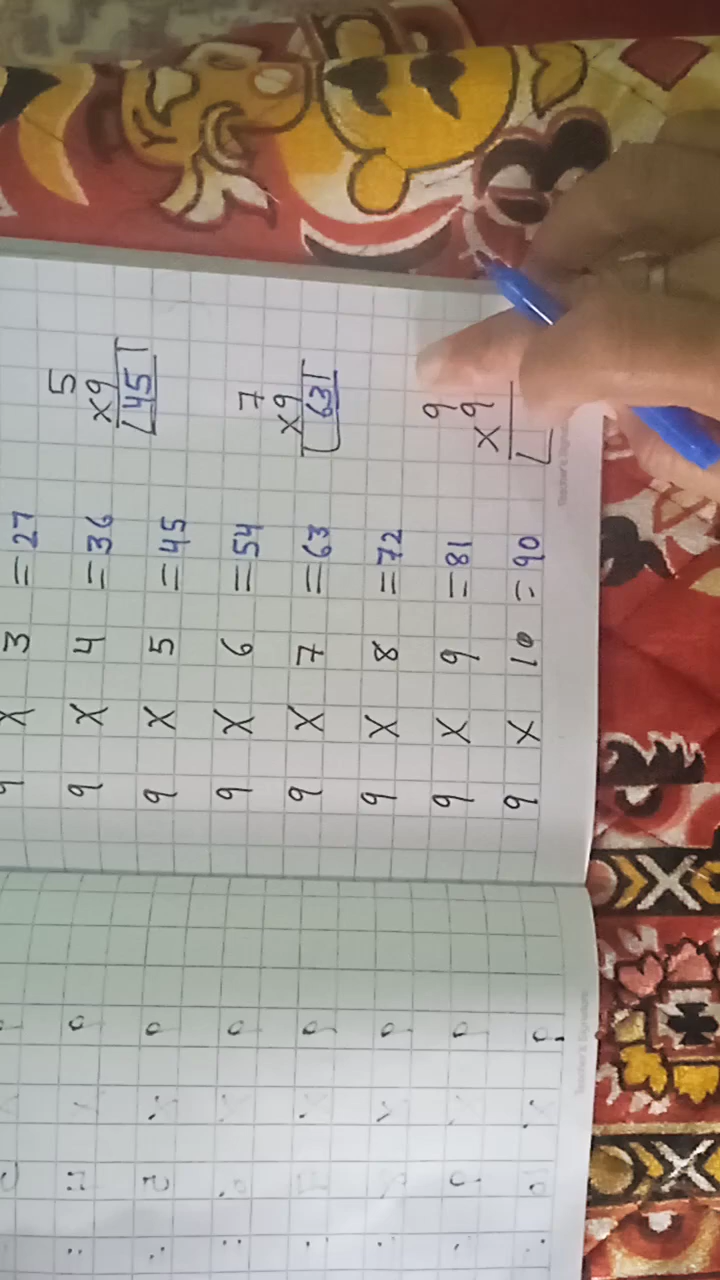 9 X 3 = 27
9 X 4 = 36
9 X 5 = 45
9 X 6 = 54
9 X 7 = 63
9 X 8 = 72
9 X 9 = 81
9 X 10 = 90
5
x9
45
7
x9
63
9
x9
Teacher's